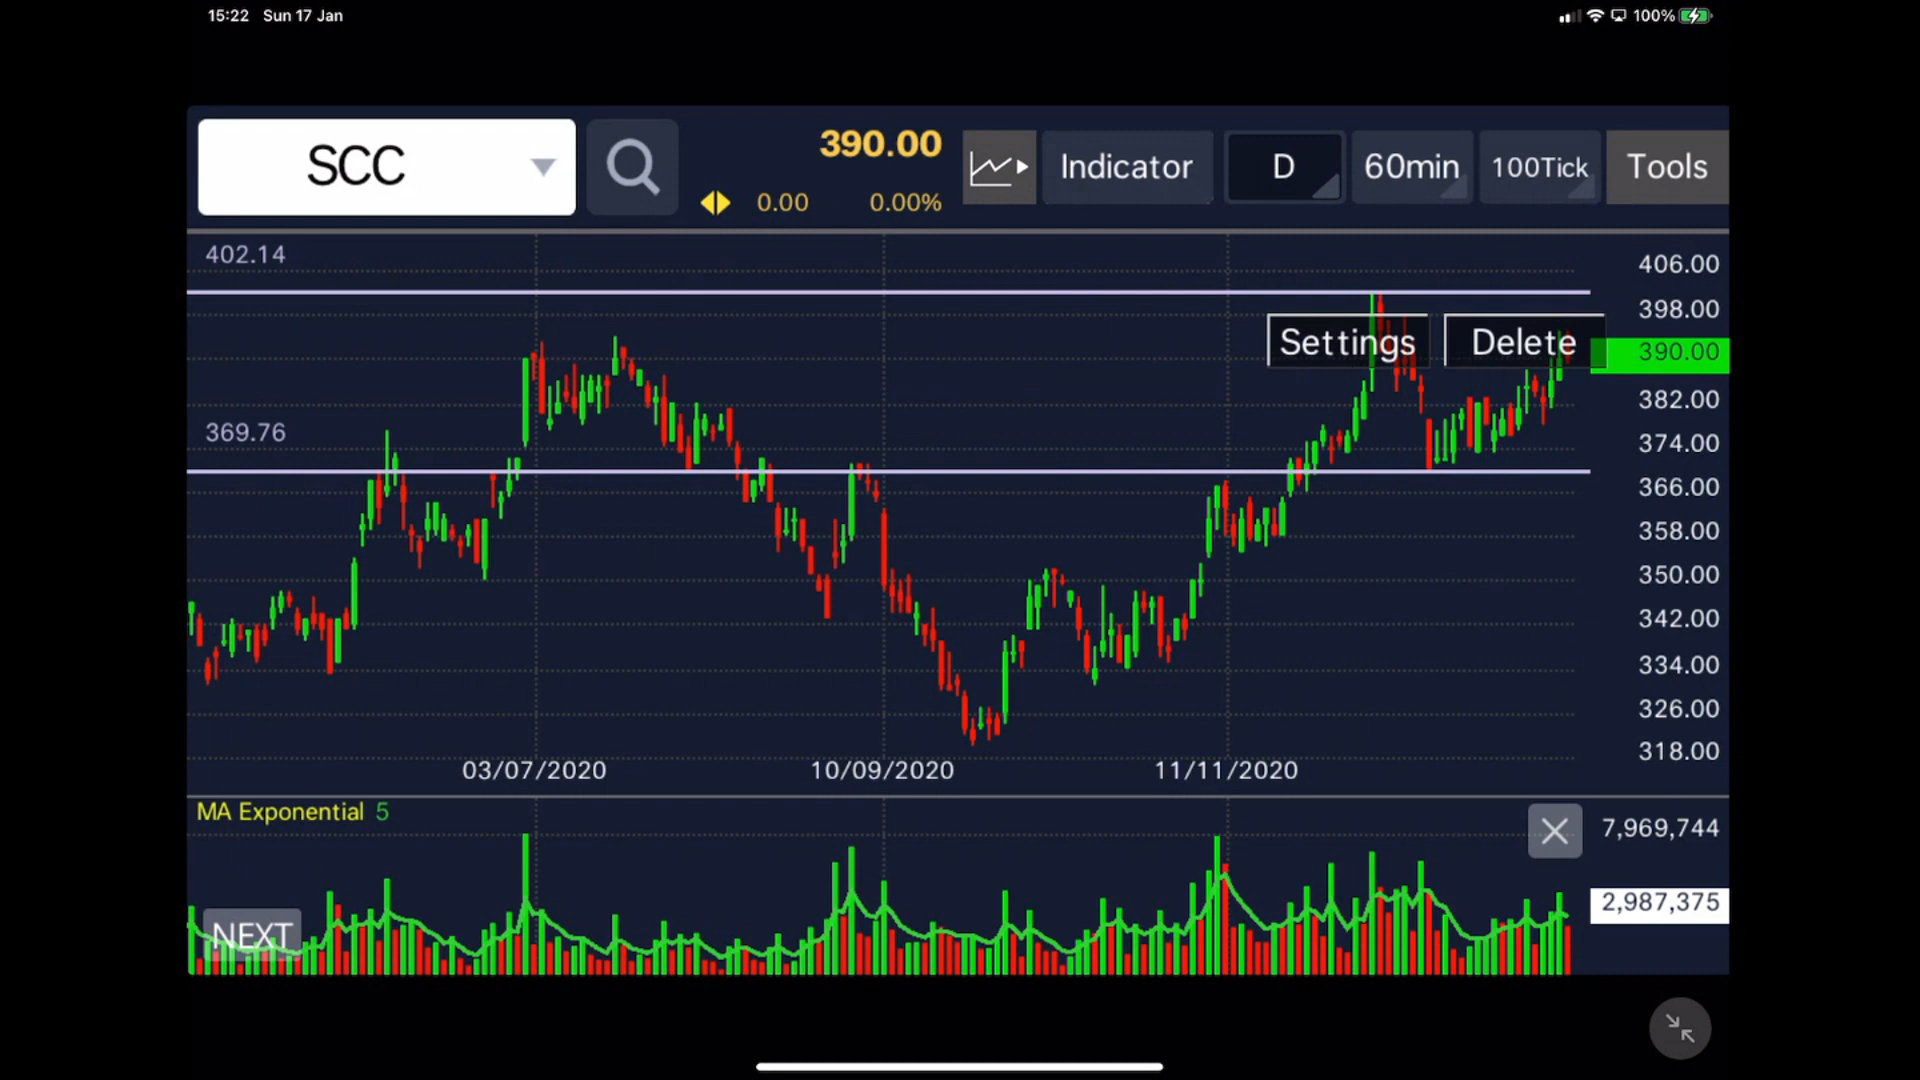 15:22 Sun 17 Jan
100%
SCC
390.00
0.00 0.00%
Indicator
D
60min
100Tick
Tools
402.14
406.00
398.00
Settings
Delete
390.00
382.00
369.76
374.00
366.00
358.00
350.00
342.00
334.00
326.00
318.00
03/07/2020 10/09/2020 11/11/2020
MA Exponential 5
7,969,744
2,987,375
NEXT